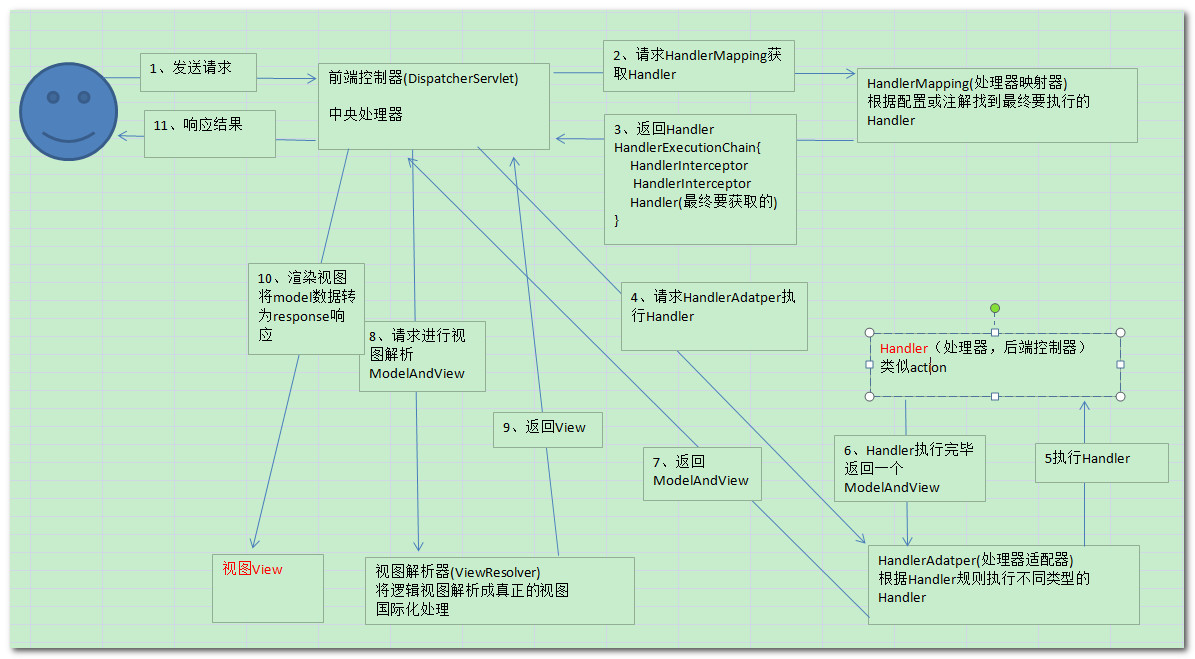 1、发送请求
前端控制器(DispatcherServlet)
中央处理器
2、请求HandlerMapping获
取Handler
HandlerMapping(处理器映射器)
根据配置或注解找到最终要执行的
Handler
11、响应结果
3、返回Handler
HandlerExecutionChain{
HandlerInterceptor
HandlerInterceptor
Handler(最终要获取的)
}
10、渲染视图
将model数据转
为response响
应
8、请求进行视
图解析
ModelAndView
4、请求HandlerAdatper执
行Handler
Handler（处理器，后端控制器）
类似action
9、返回View
7、返回
ModelAndView
6、Handler执行完毕
返回一个
ModelAndView
5执行Handler
视图View
视图解析器(ViewResolver)
将逻辑视图解析成真正的视图
国际化处理
HandlerAdatper(处理器适配器)
根据Handler规则执行不同类型的
Handler